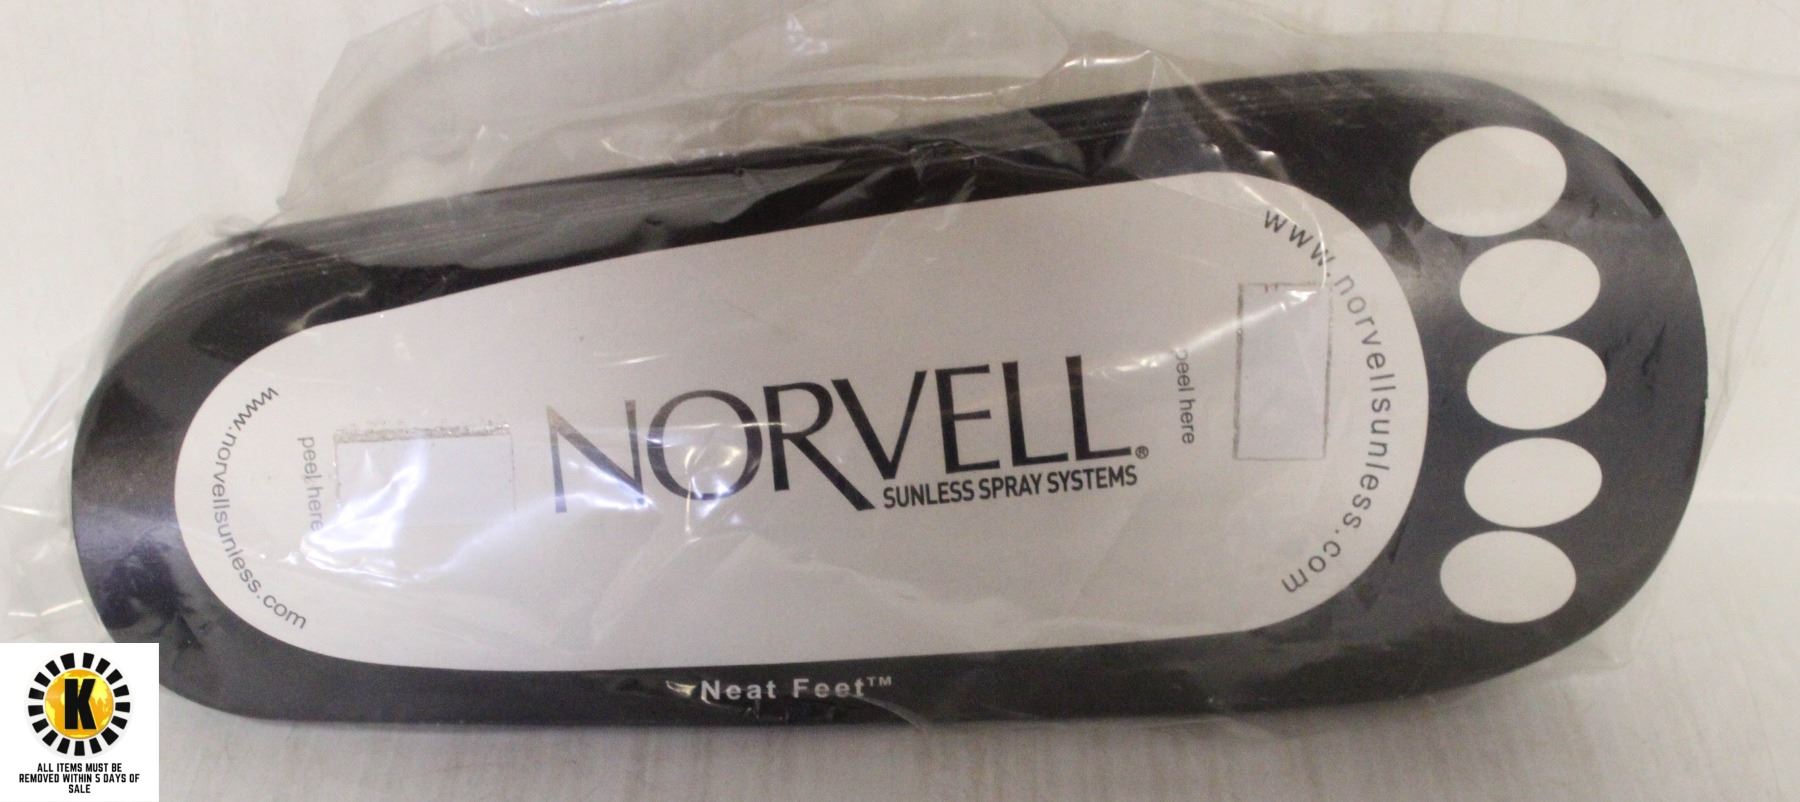 www.norvellsunless.com
peel here
NORVELL®
SUNLESS SPRAY SYSTEMS
peel here
www.norvellsunless.com
Neat Feet™
K
ALL ITEMS MUST BE
REMOVED WITHIN 5 DAYS OF
SALE